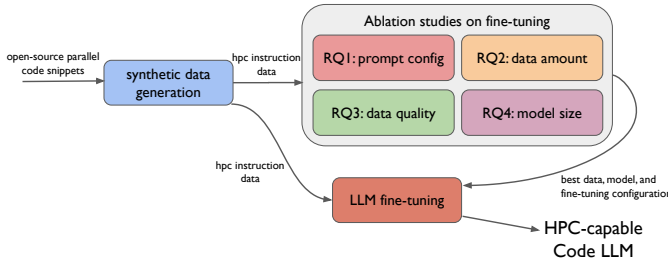 Ablation studies on fine-tuning
open-source parallel
code snippets
synthetic data
generation
hpc instruction
data
RQ1: prompt config
RQ2: data amount
RQ3: data quality
RQ4: model size
hpc instruction
data
LLM fine-tuning
best data, model, and
fine-tuning configuration
HPC-capable
Code LLM